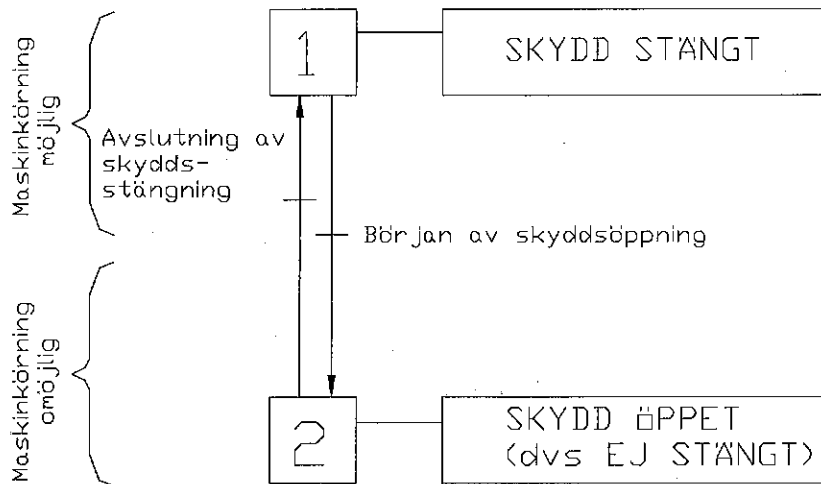 Maskinkörning
möjlig
1
SKYDD STÄNGT
Avslutning av
skydds-
stängning
Början av skyddsöppning
Maskinkörning
omöjlig
2
SKYDD ÖPPET
(dvs EJ STÄNGT)